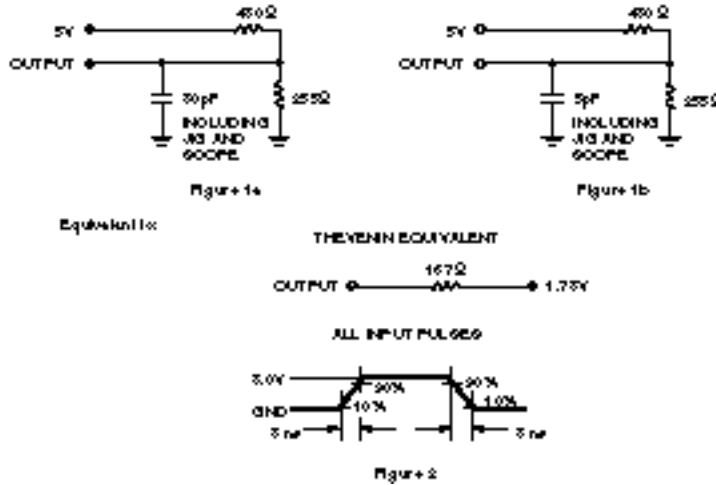 5V
480Ω
OUTPUT
30pF
255Ω
INCLUDING
JIG AND
SCOPE
Figure 1a
5V
480Ω
OUTPUT
5pF
255Ω
INCLUDING
JIG AND
SCOPE
Figure 1b
Equivalent to:
THEVENIN EQUIVALENT
167Ω
OUTPUT
1.73V
ALL INPUT PULSES
3.0V
90%
90%
10%
10%
GND
3 ns
3 ns
Figure 2